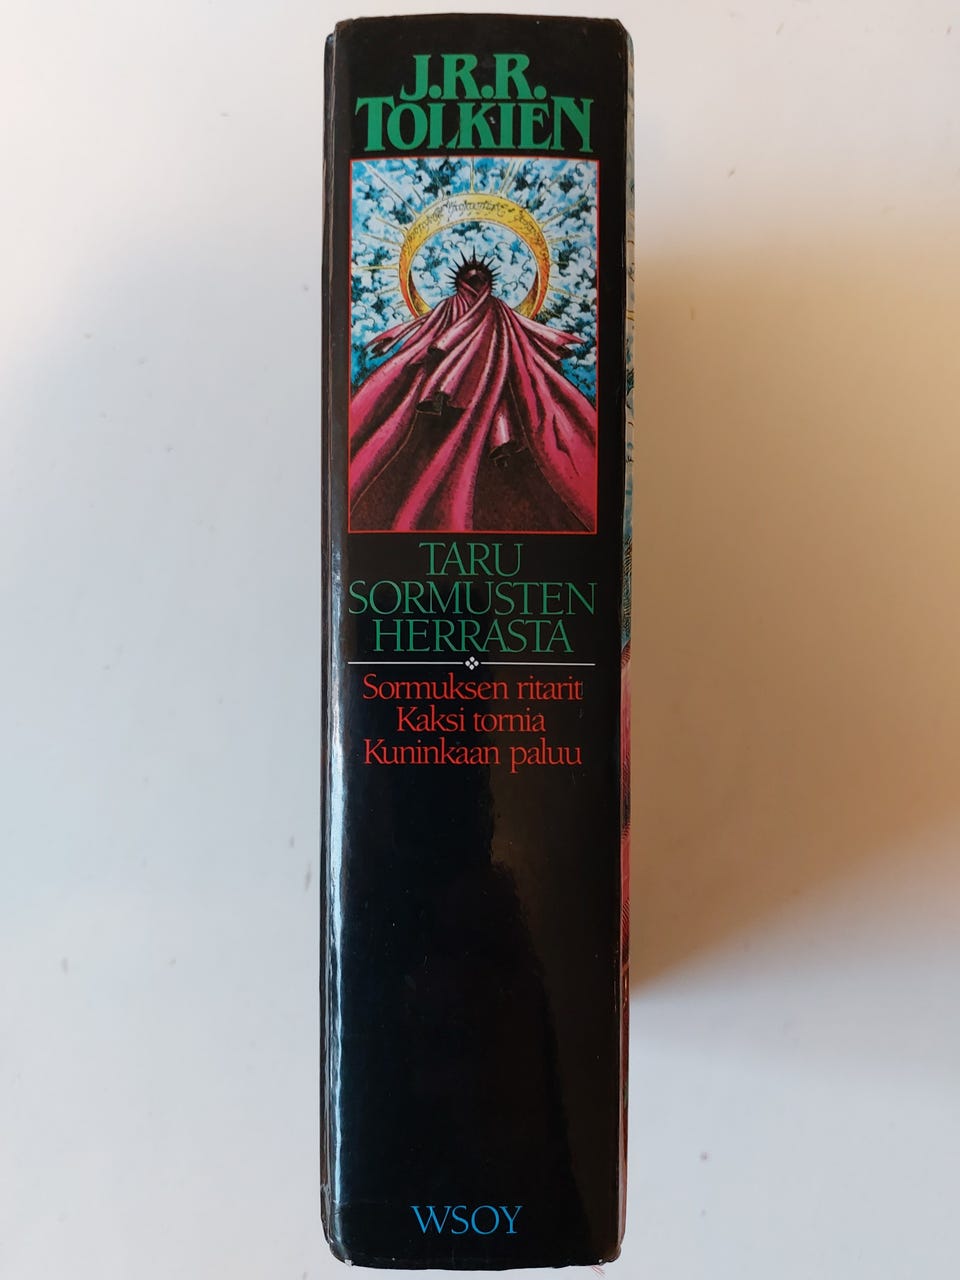 J.R.R.
TOLKIEN
TARU
SORMUSTEN
HERRASTA
Sormuksen ritarit
Kaksi tornia
Kuninkaan paluu
WSOY